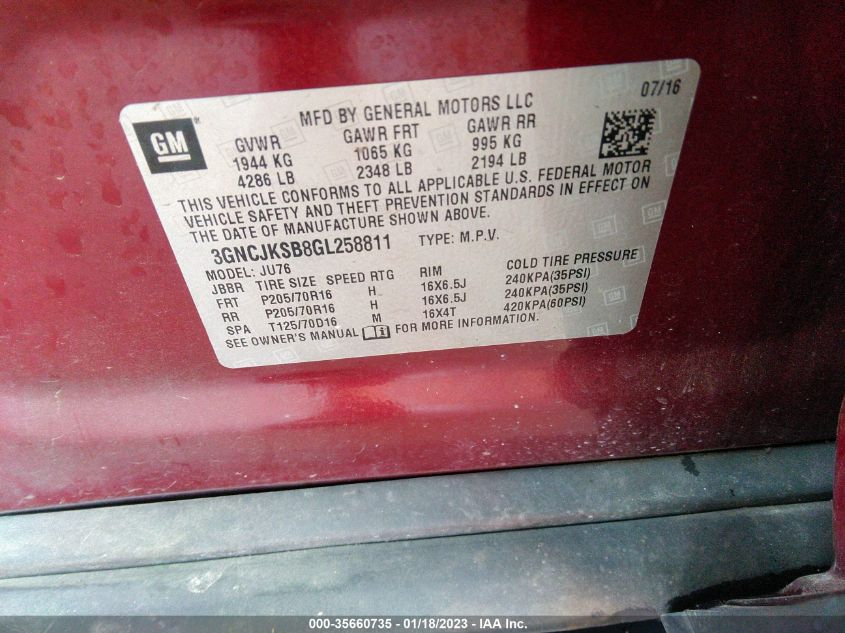 07/16
MFD BY GENERAL MOTORS LLC
GM
GVWR GAWR FRT GAWR RR
1944 KG 1065 KG 995 KG
4286 LB 2348 LB 2194 LB
THIS VEHICLE CONFORMS TO ALL APPLICABLE U.S. FEDERAL MOTOR
VEHICLE SAFETY AND THEFT PREVENTION STANDARDS IN EFFECT ON
THE DATE OF MANUFACTURE SHOWN ABOVE.
3GNCJKSB8GL258811 TYPE: M.P.V.
MODEL: JU76
JBBR TIRE SIZE SPEED RTG RIM COLD TIRE PRESSURE
FRT P205/70R16 H 16X6.5J 240KPA(35PSI)
RR P205/70R16 H 16X6.5J 240KPA(35PSI)
SPA T125/70D16 M 16X4T 420KPA(60PSI)
SEE OWNER'S MANUAL FOR MORE INFORMATION.
000-35660735 - 01/18/2023 - IAA Inc.